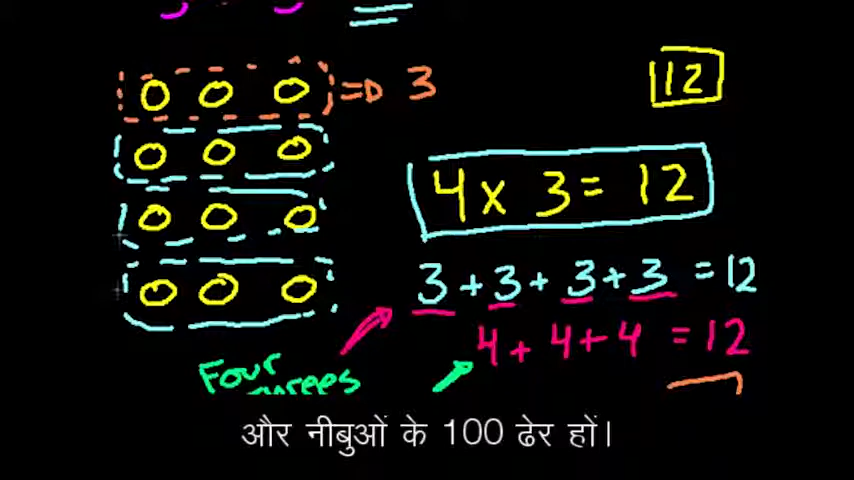 => 3
12
4 x 3 = 12
3 + 3 + 3 + 3 = 12
4 + 4 + 4 = 12
Four
और नीबुओं के 100 ढेर हों।